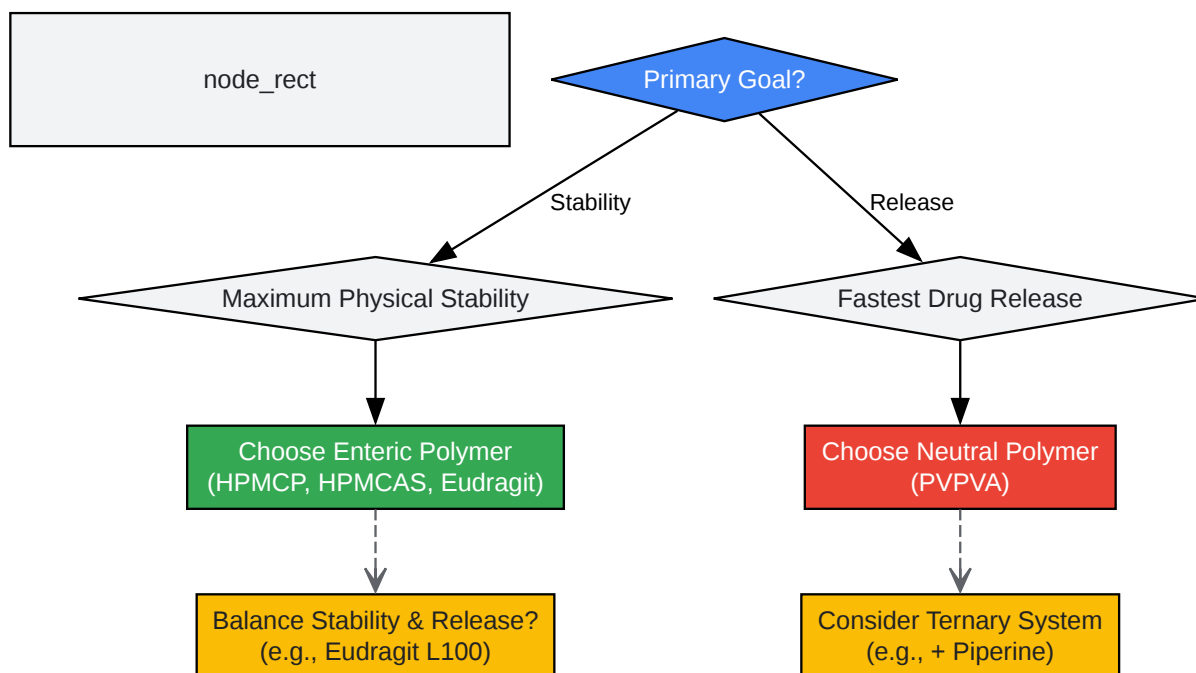 node_rect
Primary Goal?
Stability
Release
Maximum Physical Stability
Fastest Drug Release
Choose Enteric Polymer
(HPMCP, HPMCAS, Eudragit)
Choose Neutral Polymer
(PVPVA)
Balance Stability & Release?
(e.g., Eudragit L100)
Consider Ternary System
(e.g., + Piperine)